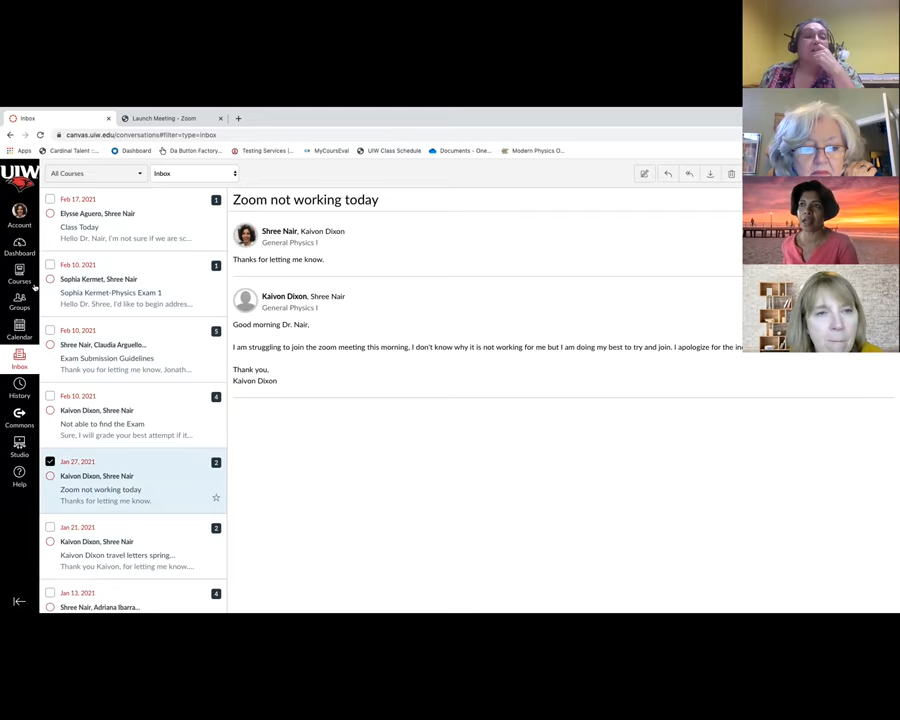 Inbox
Launch Meeting - Zoom
canvas.uiw.edu/conversations#filter=type=inbox
Apps
Cardinal Talent :...
Dashboard
Da Button Factory...
Testing Services |...
MyCoursEval
UIW Class Schedule
Documents - One...
Modern Physics O...
UIW
Account
Dashboard
Courses
Groups
Calendar
Inbox
History
Commons
Studio
Help
All Courses
Inbox
Feb 17, 2021
1
Elysse Aguero, Shree Nair
Class Today
Hello Dr. Nair, I'm not sure if we are sc...
Feb 10, 2021
1
Sophia Kermet, Shree Nair
Sophia Kermet-Physics Exam 1
Hello Dr. Shree, I'd like to begin addres...
Feb 10, 2021
5
Shree Nair, Claudia Arguello...
Exam Submission Guidelines
Thank you for letting me know, Jonath...
Feb 10, 2021
4
Kaivon Dixon, Shree Nair
Not able to find the Exam
Sure, I will grade your best attempt if it...
Jan 27, 2021
2
Kaivon Dixon, Shree Nair
Zoom not working today
Thanks for letting me know.
Jan 21, 2021
2
Kaivon Dixon, Shree Nair
Kaivon Dixon travel letters spring...
Thank you Kaivon, for letting me know....
Jan 13, 2021
4
Shree Nair, Adriana Ibarra...
Zoom not working today
Shree Nair, Kaivon Dixon
General Physics I
Thanks for letting me know.
Kaivon Dixon, Shree Nair
General Physics I
Good morning Dr. Nair,
I am struggling to join the zoom meeting this morning, I don't know why it is not working for me but I am doing my best to try and join. I apologize for the
Thank you,
Kaivon Dixon